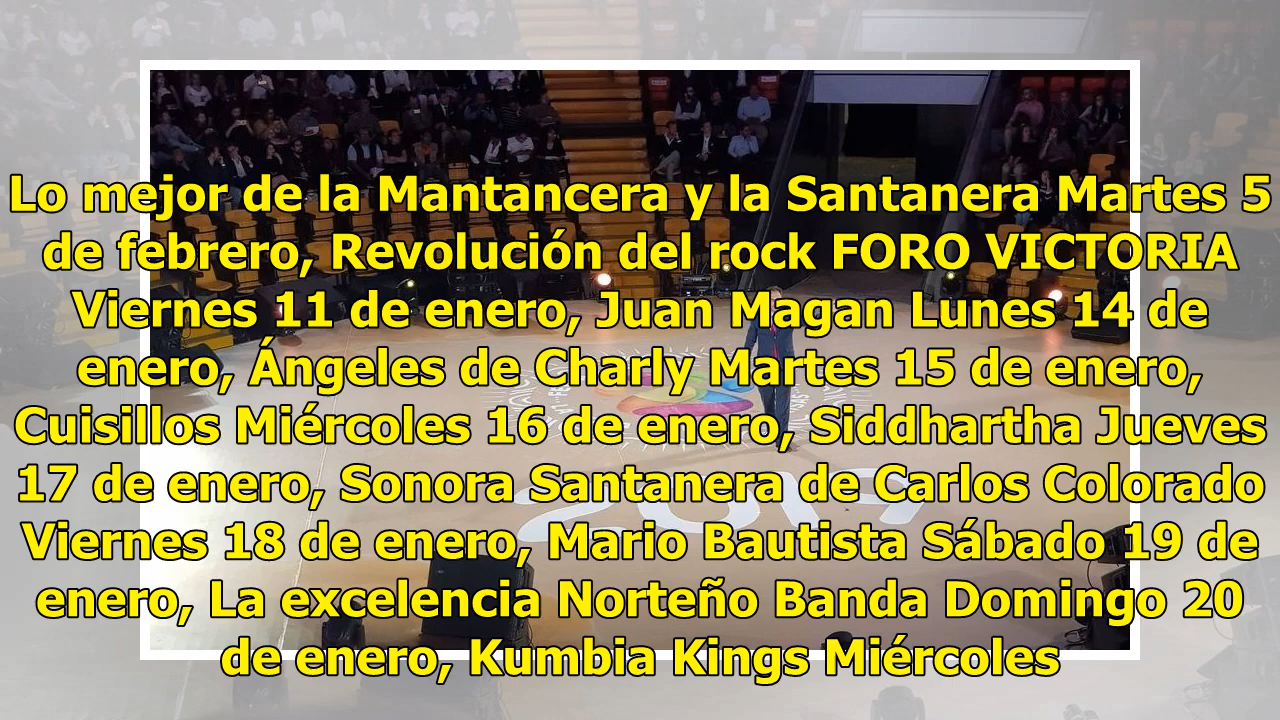 Lo mejor de la Mantancera y la Santanera Martes 5
de febrero, Revolución del rock FORO VICTORIA
Viernes 11 de enero, Juan Magan Lunes 14 de
enero, Ángeles de Charly Martes 15 de enero,
Cuisillos Miércoles 16 de enero, Siddhartha Jueves
17 de enero, Sonora Santanera de Carlos Colorado
Viernes 18 de enero, Mario Bautista Sábado 19 de
enero, La excelencia Norteño Banda Domingo 20
de enero, Kumbia Kings Miércoles
2019